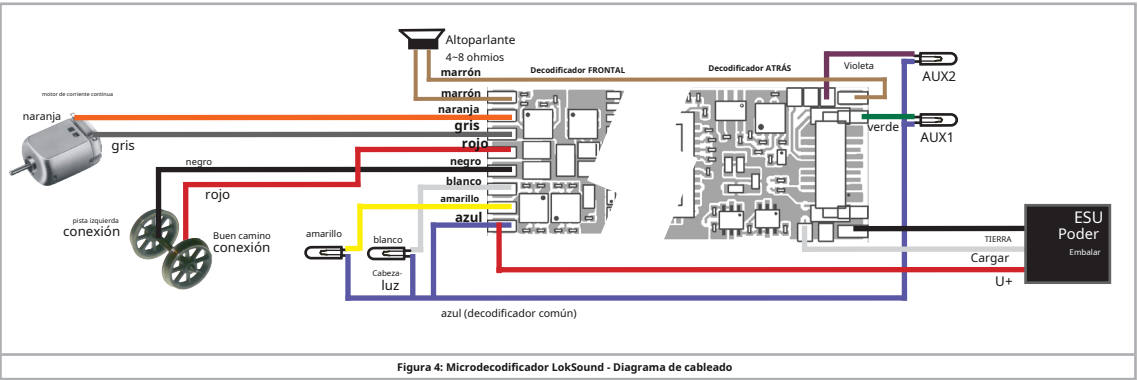 Altoparlante
4~8 ohmios
marrón
Decodificador FRONTAL
Decodificador ATRÁS
Violeta
AUX2
motor de corriente continua
marrón
naranja
naranja
gris
gris
verde
AUX1
rojo
negro
negro
rojo
blanco
amarillo
azul
pista izquierda
conexión
Buen camino
conexión
amarillo
blanco
Cabeza-
luz
ESU
Poder
Embalar
TIERRA
Cargar
U+
azul (decodificador común)
Figura 4: Microdecodificador LokSound - Diagrama de cableado